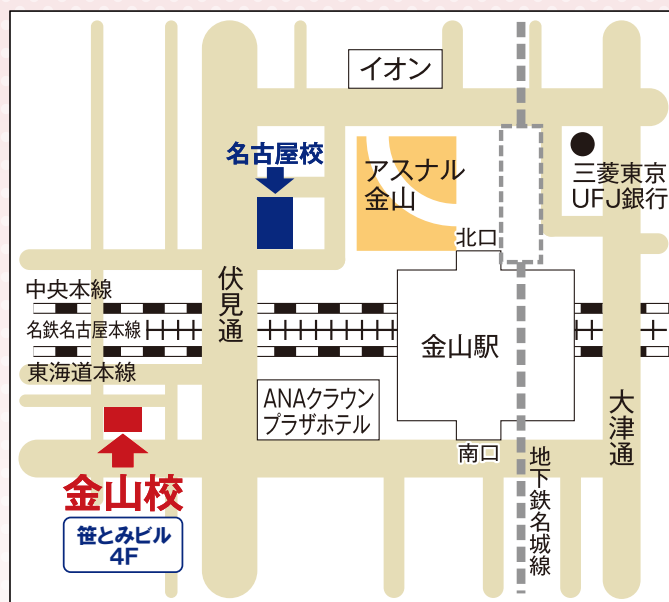 イオン
名古屋校
アスナル
金山
三菱東京
UFJ銀行
北口
中央本線
伏見通
名鉄名古屋本線
金山駅
東海道本線
ANAクラウン
プラザホテル
大津通
南口
地下鉄名城線
金山校
笹とみビル
4F